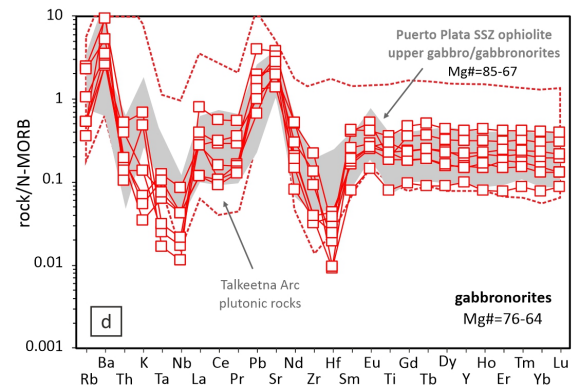 10
1
0.1
0.01
0.001
rock/N-MORB
Puerto Plata SSZ ophiolite
upper gabbro/gabbronorites
Mg#=85-67
Talkeetna Arc
plutonic rocks
d
gabbronorites
Mg#=76-64
Ba K Nb Ce Pb Nd Hf Eu Gd Dy Ho Tm Lu
Rb Th Ta La Pr Sr Zr Sm Ti Tb Y Er Yb